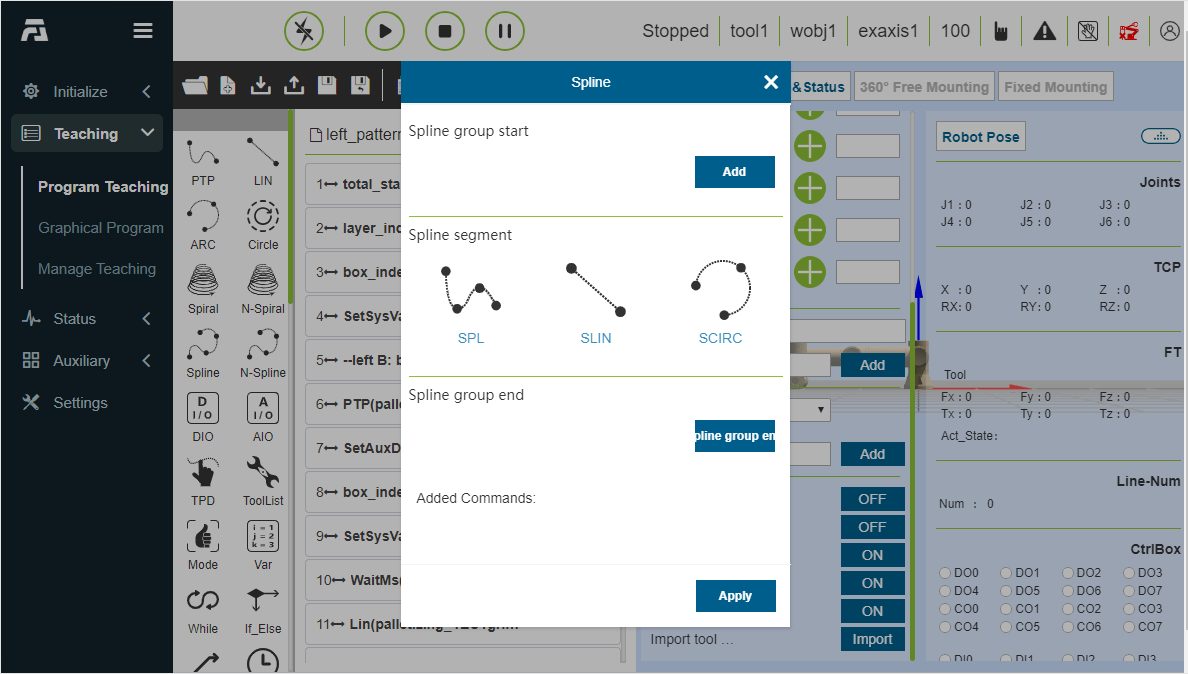 Stopped tool1 wobj1 exaxis1 100
Initialize
Teaching
Program Teaching
Graphical Program
Manage Teaching
Status
Auxiliary
Settings
PTP LIN
ARC Circle
Spiral N-Spiral
Spline N-Spline
D I/O A I/O
DIO AIO
TPD ToolList
i = 1
j = 2
k = 3
Mode Var
While If_Else
left_pattern
1 total_sta
2 layer_ind
3 box_inde
4 SetSysVa
5 --left B: b
6 PTP(palle
7 SetAuxD
8 box_inde
9 SetSysVa
10 WaitMs(
11 Lin(palletizing_
Spline
Spline group start
Add
Spline segment
SPL SLIN SCIRC
Spline group end
pline group en
Added Commands:
Apply
& Status 360° Free Mounting Fixed Mounting
Add
Add
OFF
OFF
ON
ON
ON
Import tool ... Import
Robot Pose
Joints
J1 : 0 J2 : 0 J3 : 0
J4 : 0 J5 : 0 J6 : 0
TCP
X : 0 Y : 0 Z : 0
RX: 0 RY: 0 RZ: 0
FT
Tool
Fx : 0 Fy : 0 Fz : 0
Tx : 0 Ty : 0 Tz : 0
Act_State:
Line-Num
Num : 0
CtrlBox
DO0 DO1 DO2 DO3
DO4 DO5 DO6 DO7
CO0 CO1 CO2 CO3
CO4 CO5 CO6 CO7
DI0 DI1 DI2 DI3